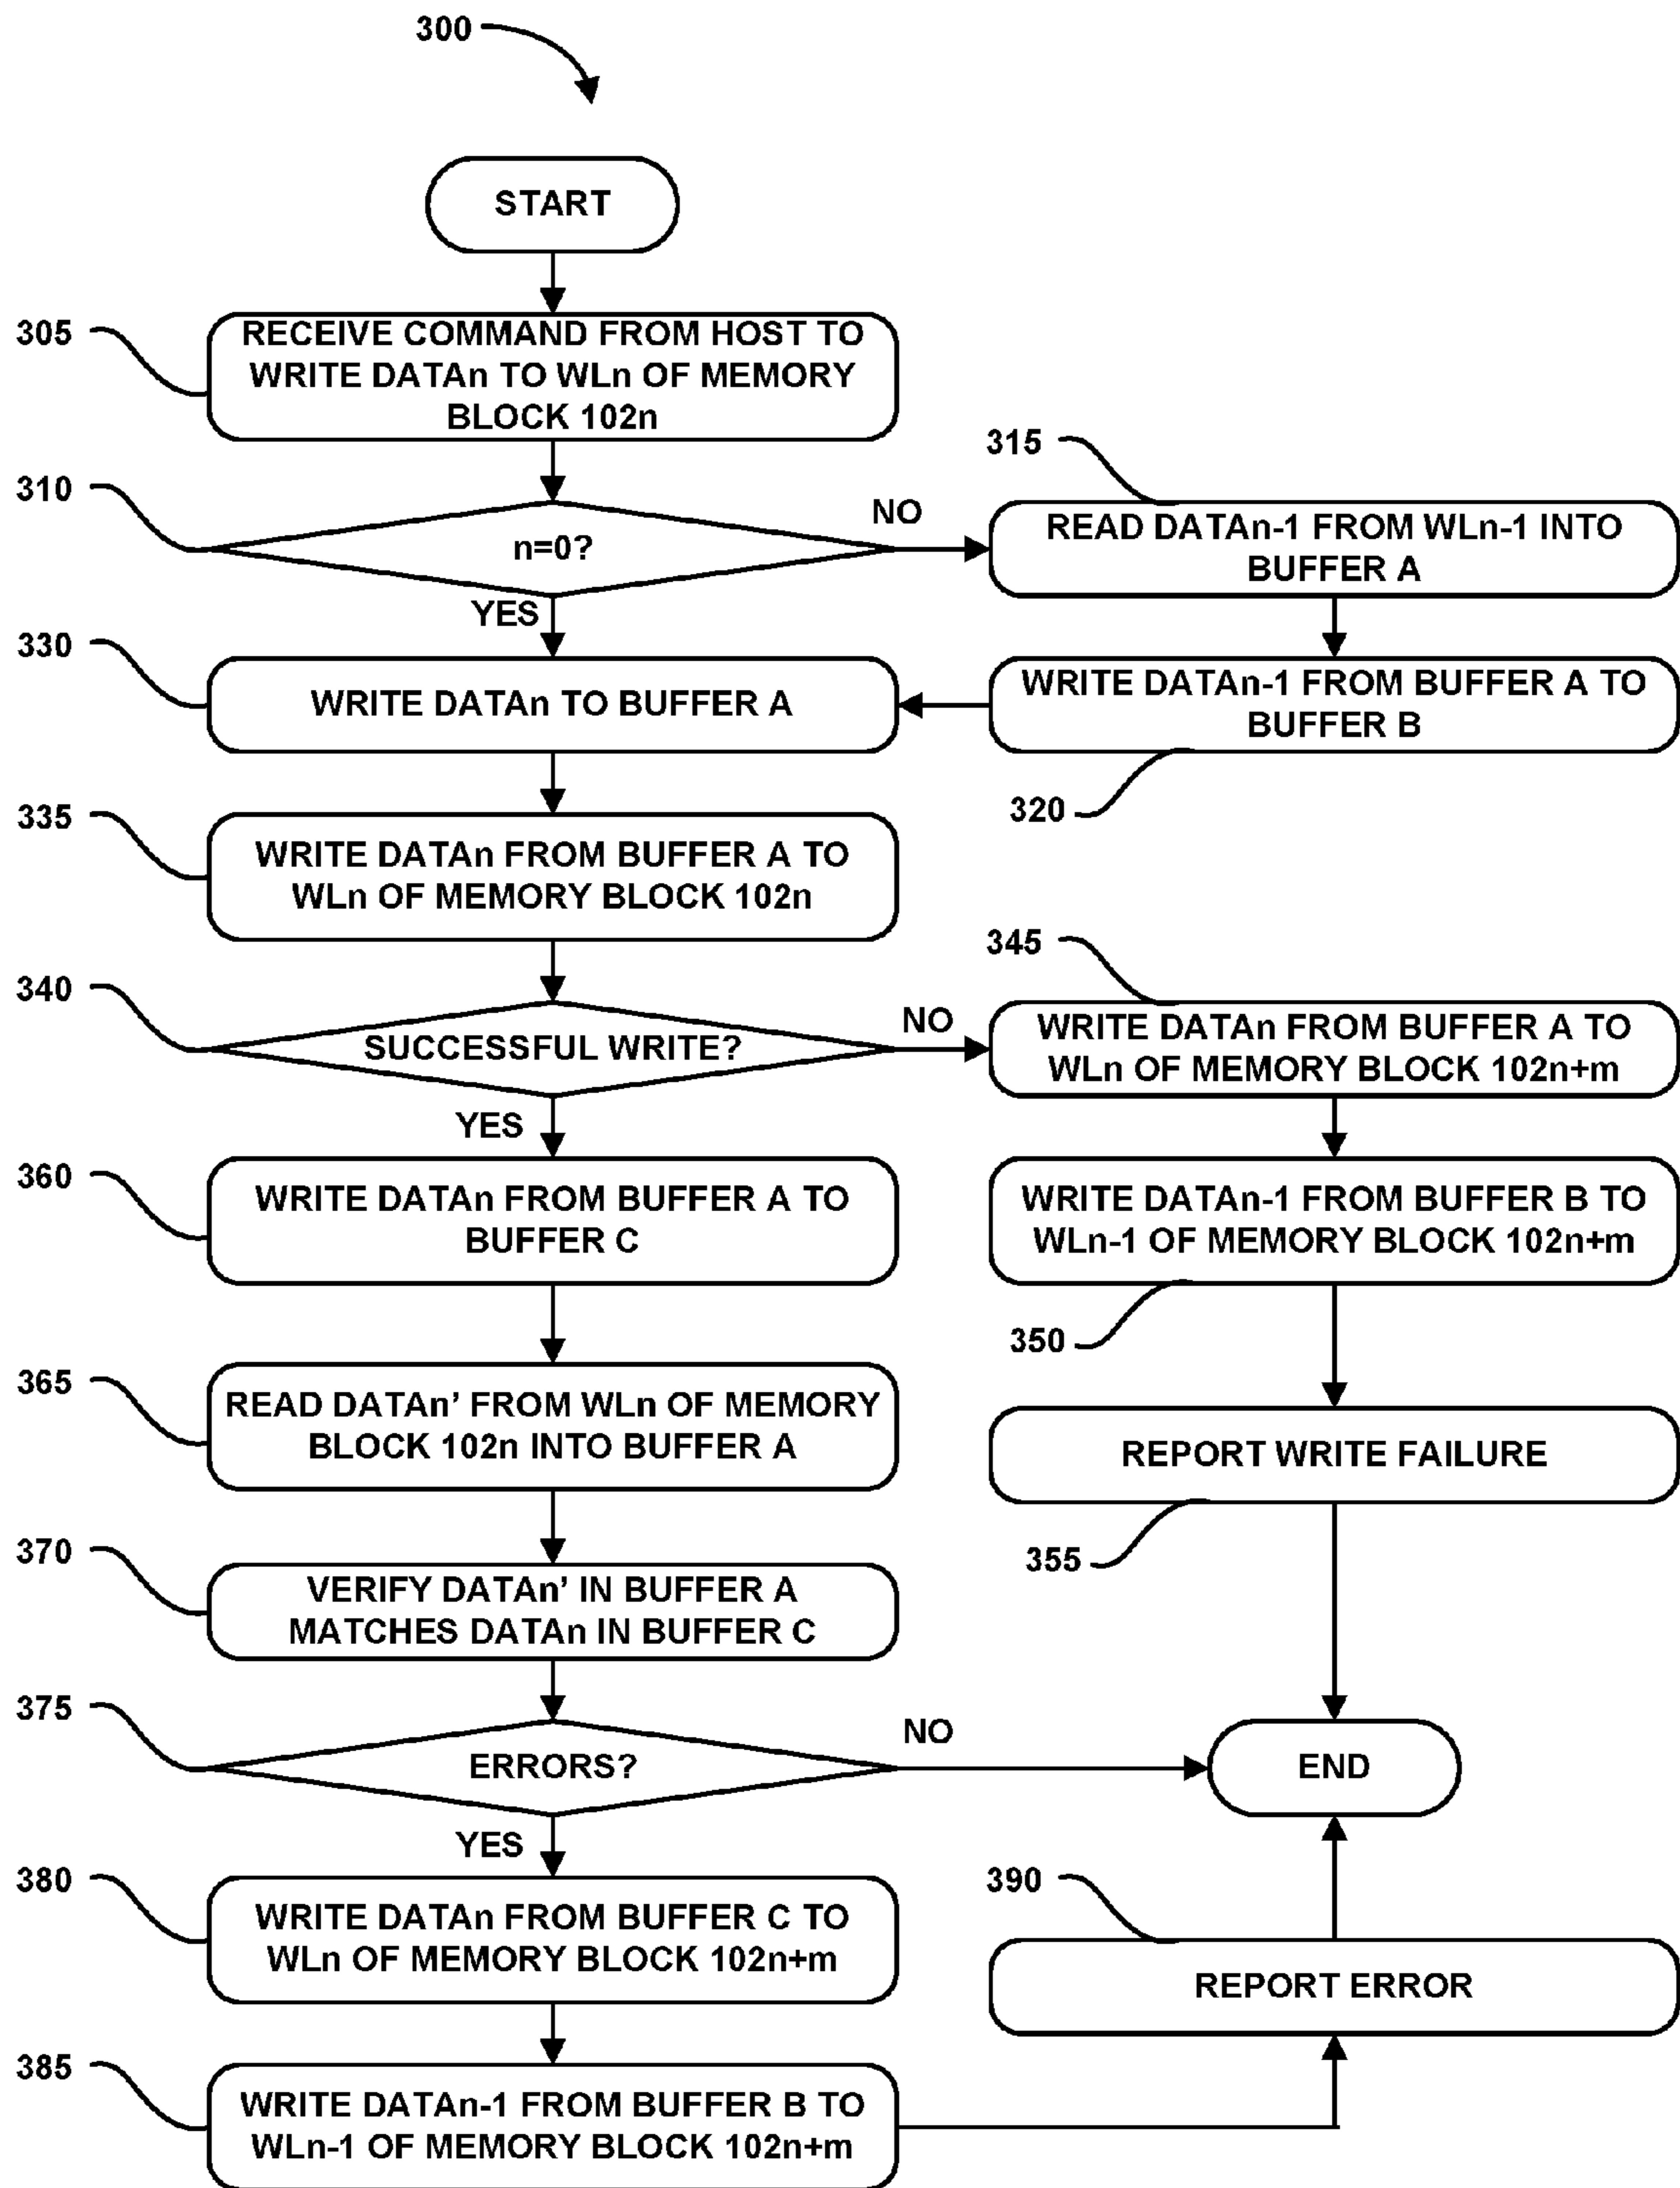 300
START
305
RECEIVE COMMAND FROM HOST TO
WRITE DATAn TO WLn OF MEMORY
BLOCK 102n
310
n=0?
NO
YES
315
READ DATAn-1 FROM WLn-1 INTO
BUFFER A
WRITE DATAn-1 FROM BUFFER A TO
BUFFER B
320
330
WRITE DATAn TO BUFFER A
335
WRITE DATAn FROM BUFFER A TO
WLn OF MEMORY BLOCK 102n
340
SUCCESSFUL WRITE?
NO
YES
345
WRITE DATAn FROM BUFFER A TO
WLn OF MEMORY BLOCK 102n+m
WRITE DATAn-1 FROM BUFFER B TO
WLn-1 OF MEMORY BLOCK 102n+m
350
REPORT WRITE FAILURE
355
360
WRITE DATAn FROM BUFFER A TO
BUFFER C
365
READ DATAn’ FROM WLn OF MEMORY
BLOCK 102n INTO BUFFER A
370
VERIFY DATAn’ IN BUFFER A
MATCHES DATAn IN BUFFER C
375
ERRORS?
NO
END
YES
380
WRITE DATAn FROM BUFFER C TO
WLn OF MEMORY BLOCK 102n+m
385
WRITE DATAn-1 FROM BUFFER B TO
WLn-1 OF MEMORY BLOCK 102n+m
390
REPORT ERROR